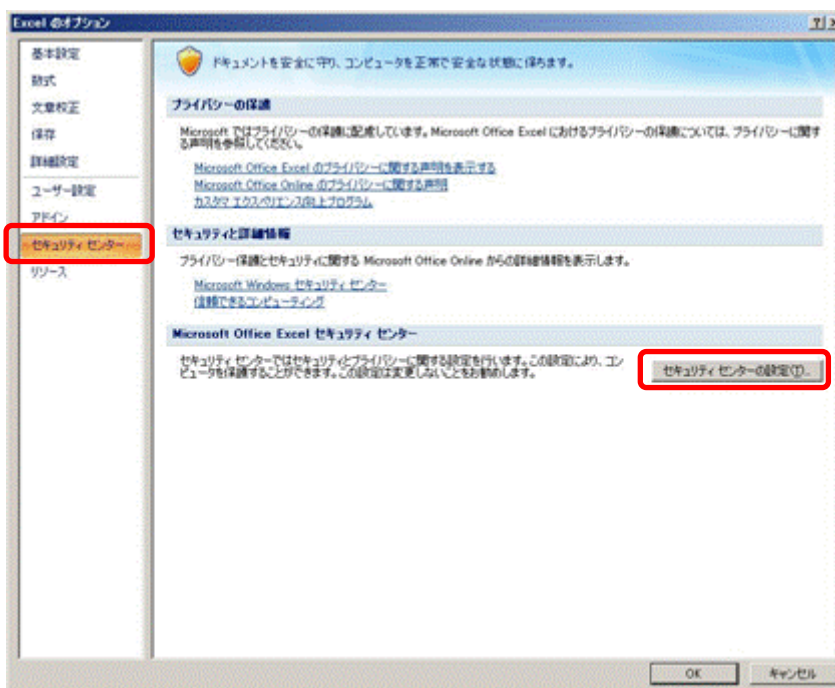 Excel のオプション
基本設定
数式
文章校正
保存
詳細設定
ユーザー設定
アドイン
セキュリティ センター
リソース
ドキュメントを安全に守り、コンピュータを正常で安全な状態に保ちます。
プライバシーの保護
Microsoft ではプライバシーの保護に配慮しています。Microsoft Office Excel におけるプライバシーの保護については、プライバシーに関す
る声明を参照してください。
Microsoft Office Excel のプライバシーに関する声明を表示する
Microsoft Office Online のプライバシーに関する声明
カスタマ エクスペリエンス向上プログラム
セキュリティと詳細情報
プライバシー保護とセキュリティに関する Microsoft Office Online からの詳細情報を表示します。
Microsoft Windows セキュリティ センター
信頼できるコンピューティング
Microsoft Office Excel セキュリティ センター
セキュリティ センターではセキュリティとプライバシーに関する設定を行います。この設定により、コン
ピュータを保護することができます。この設定は変更しないことをお勧めします。
セキュリティ センターの設定(T)...
OK
キャンセル